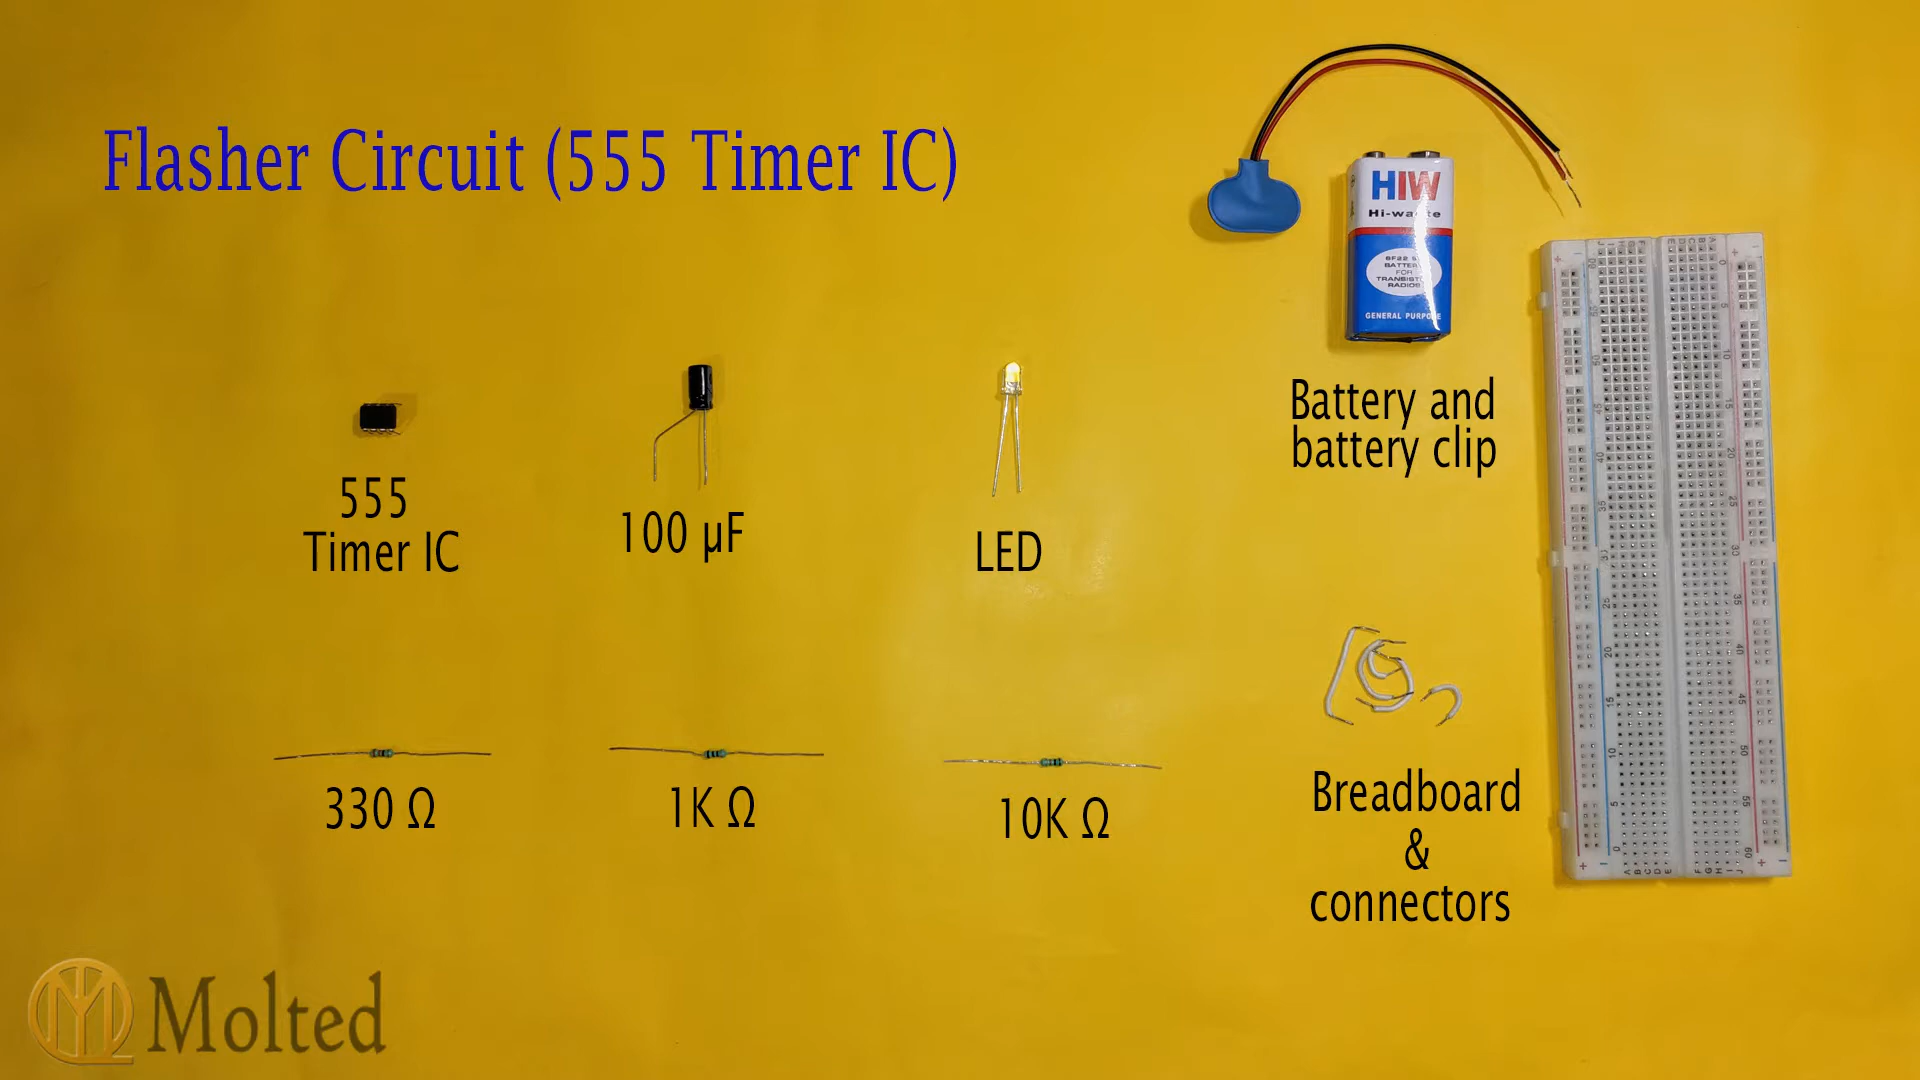 Flasher Circuit (555 Timer IC)
HIW
GENERAL PURPOSE
Battery and
battery clip
555
Timer IC
100 µF
LED
330 Ω
1K Ω
10K Ω
Breadboard
&
connectors
Molted